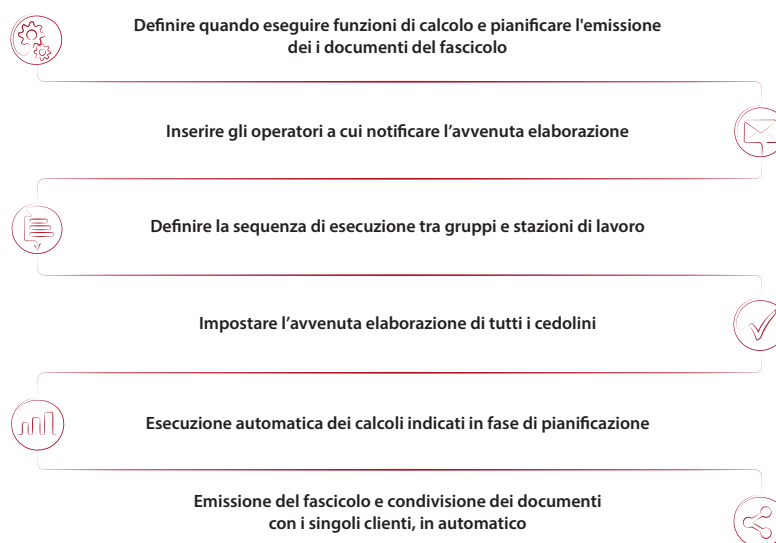 Definire quando eseguire funzioni di calcolo e pianificare l'emissione
dei i documenti del fascicolo
Inserire gli operatori a cui notificare l’avvenuta elaborazione
Definire la sequenza di esecuzione tra gruppi e stazioni di lavoro
Impostare l’avvenuta elaborazione di tutti i cedolini
Esecuzione automatica dei calcoli indicati in fase di pianificazione
Emissione del fascicolo e condivisione dei documenti
con i singoli clienti, in automatico